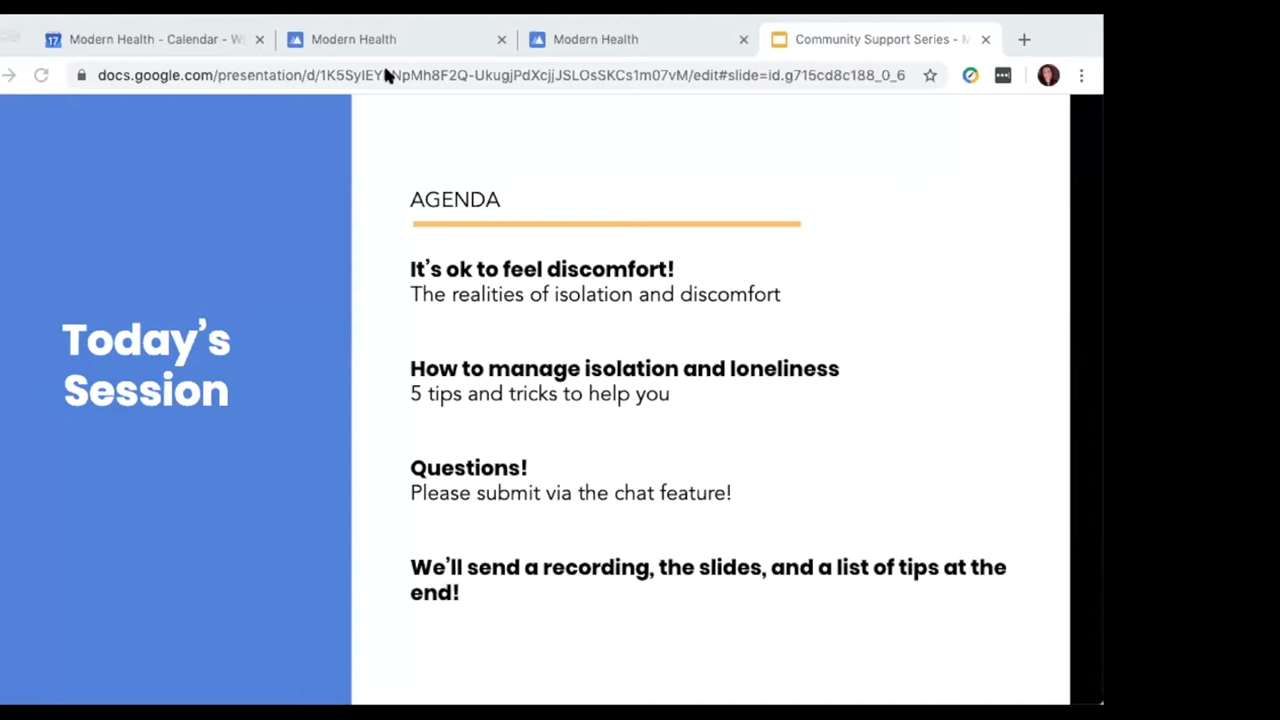 17 Modern Health - Calendar - W
Modern Health
Modern Health
Community Support Series - M
docs.google.com/presentation/d/1K5SyIEY NpMh8F2Q-UkugjPdXcjjJSLOsSKCs1m07vM/edit#slide=id.g715cd8c188_0_6
Today's
Session
AGENDA
It's ok to feel discomfort!
The realities of isolation and discomfort
How to manage isolation and loneliness
5 tips and tricks to help you
Questions!
Please submit via the chat feature!
We'll send a recording, the slides, and a list of tips at the
end!